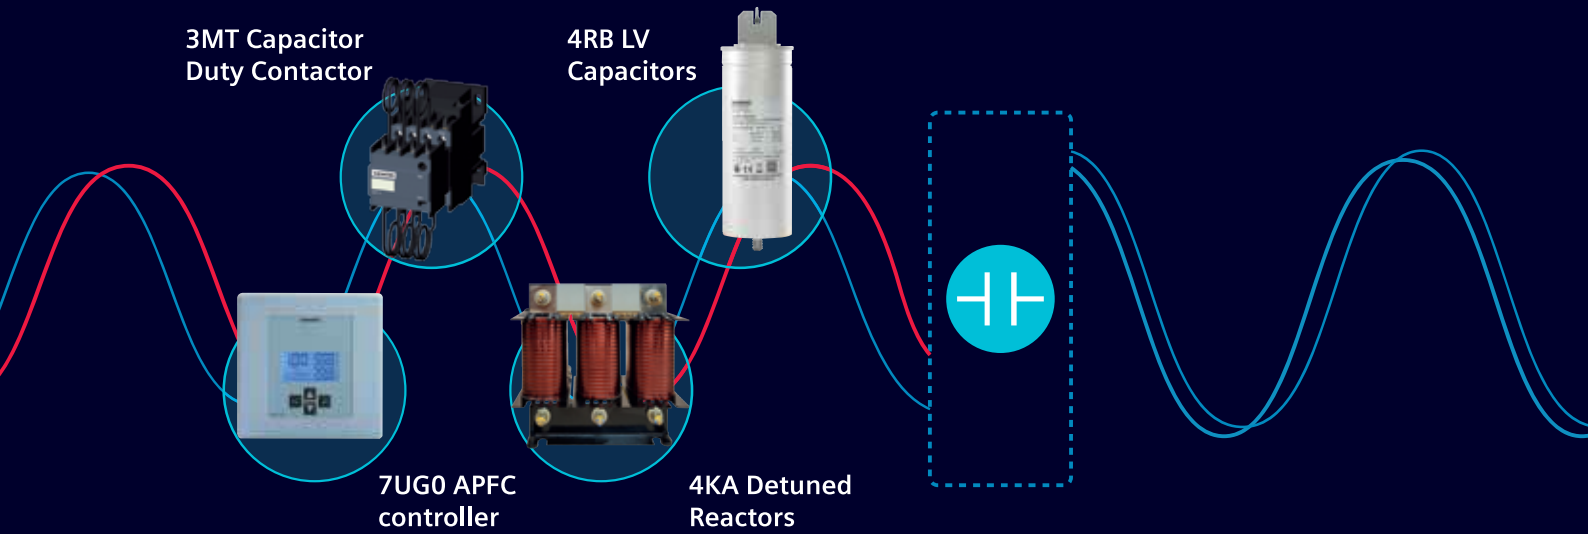 3MT Capacitor
Duty Contactor
4RB LV
Capacitors
7UG0 APFC
controller
4KA Detuned
Reactors